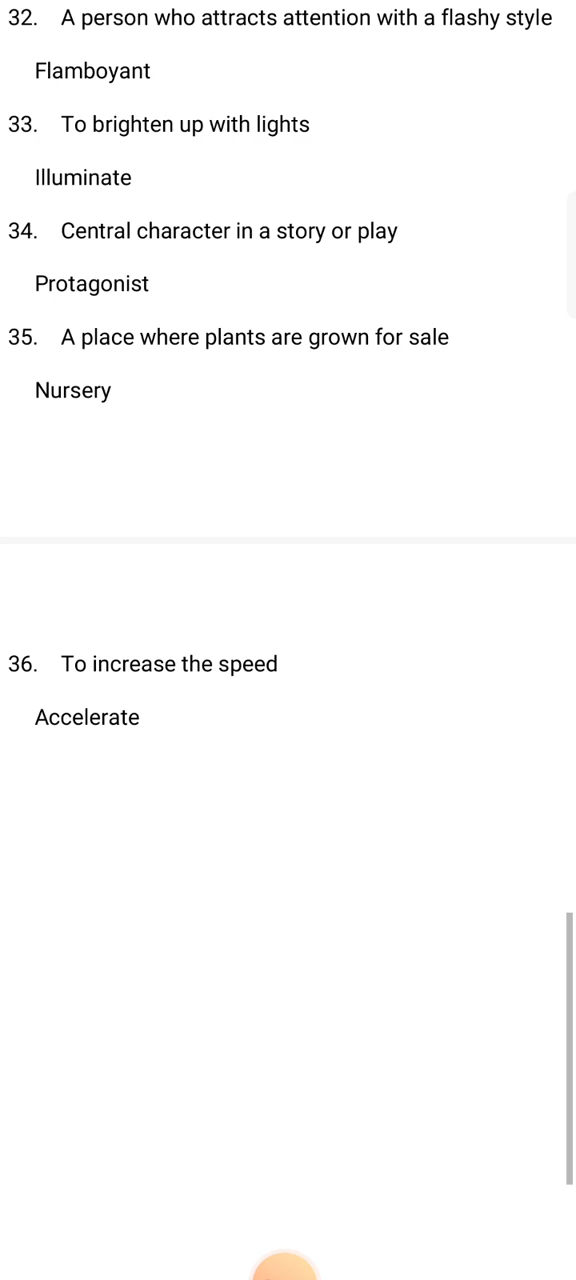 32. A person who attracts attention with a flashy style
Flamboyant
33. To brighten up with lights
Illuminate
34. Central character in a story or play
Protagonist
35. A place where plants are grown for sale
Nursery
36. To increase the speed
Accelerate